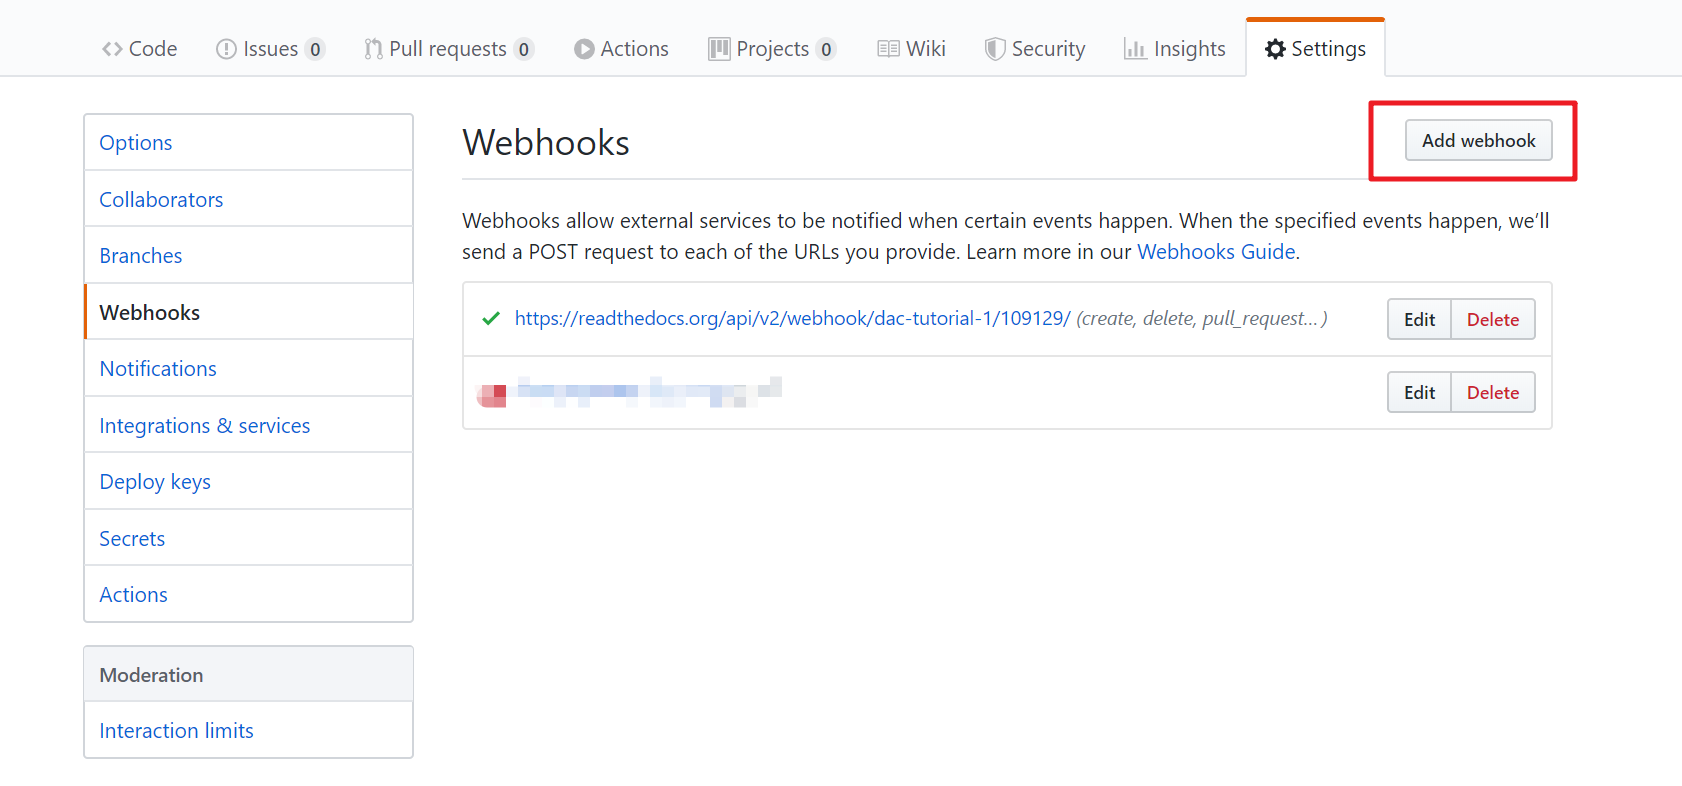 Code Issues 0 Pull requests 0 Actions Projects 0 Wiki Security Insights Settings
Options
Collaborators
Branches
Webhooks
Notifications
Integrations & services
Deploy keys
Secrets
Actions
Moderation
Interaction limits
Webhooks
Add webhook
Webhooks allow external services to be notified when certain events happen. When the specified events happen, we’ll
send a POST request to each of the URLs you provide. Learn more in our Webhooks Guide.
https://readthedocs.org/api/v2/webhook/dac-tutorial-1/109129/ (create, delete, pull_request…)
Edit Delete
Edit Delete